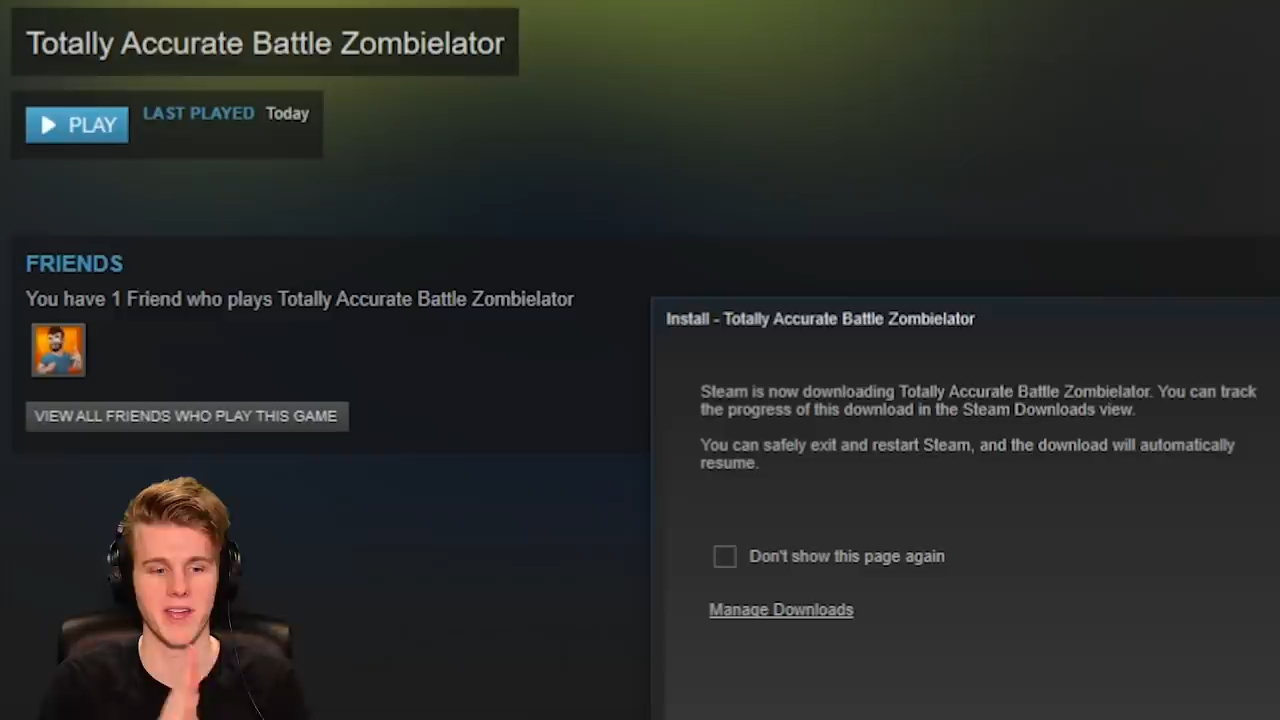 Totally Accurate Battle Zombielator
PLAY
LAST PLAYED Today
FRIENDS
You have 1 Friend who plays Totally Accurate Battle Zombielator
VIEW ALL FRIENDS WHO PLAY THIS GAME
Install - Totally Accurate Battle Zombielator
Steam is now downloading Totally Accurate Battle Zombielator. You can track
the progress of this download in the Steam Downloads view.
You can safely exit and restart Steam, and the download will automatically
resume.
Don't show this page again
Manage Downloads